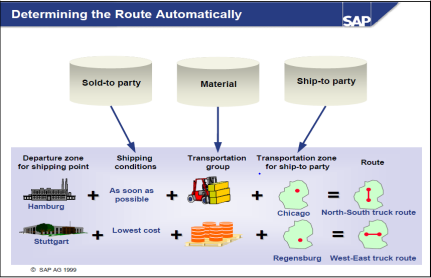 Determining the Route Automatically
SAP
Sold-to party
Material
Ship-to party
Departure zone
for shipping point
Shipping
conditions
Transportation
group
Transportation zone
for ship-to party
Route
Hamburg
+
As soon as
possible
+
+
Chicago
=
North-South truck route
Stuttgart
+
Lowest cost
+
+
Regensburg
=
West-East truck route
© SAP AG 1999